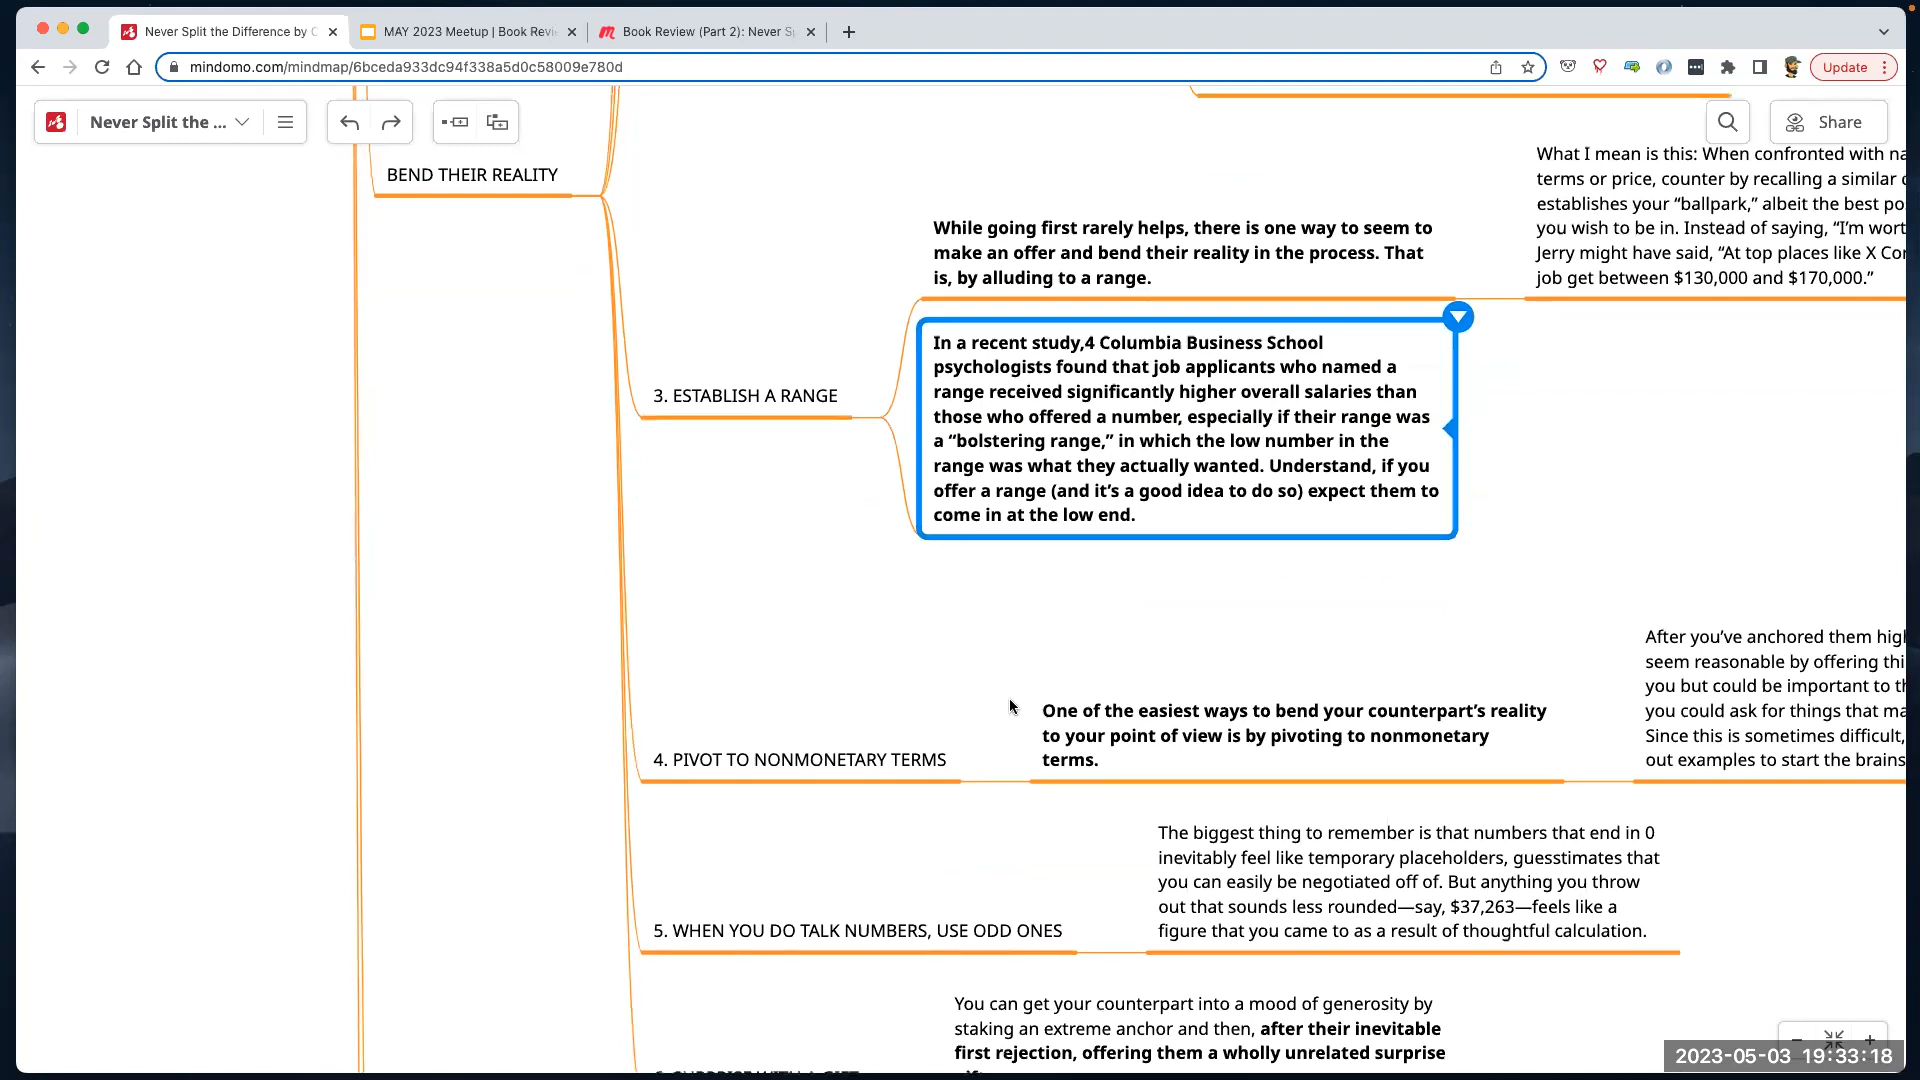 Never Split the Difference by C
MAY 2023 Meetup | Book Revi
Book Review (Part 2): Never S
mindomo.com/mindmap/6bceda933dc94f338a5d0c58009e780d
Update
Never Split the ...
Share
BEND THEIR REALITY
What I mean is this: When confronted with na
terms or price, counter by recalling a similar
establishes your “ballpark,” albeit the best po
you wish to be in. Instead of saying, “I’m wort
Jerry might have said, “At top places like X Co
job get between $130,000 and $170,000.”
While going first rarely helps, there is one way to seem to
make an offer and bend their reality in the process. That
is, by alluding to a range.
3. ESTABLISH A RANGE
In a recent study,4 Columbia Business School
psychologists found that job applicants who named a
range received significantly higher overall salaries than
those who offered a number, especially if their range was
a “bolstering range,” in which the low number in the
range was what they actually wanted. Understand, if you
offer a range (and it’s a good idea to do so) expect them to
come in at the low end.
After you’ve anchored them hig
seem reasonable by offering thi
you but could be important to t
you could ask for things that ma
Since this is sometimes difficult,
out examples to start the brains
One of the easiest ways to bend your counterpart’s reality
to your point of view is by pivoting to nonmonetary
terms.
4. PIVOT TO NONMONETARY TERMS
The biggest thing to remember is that numbers that end in 0
inevitably feel like temporary placeholders, guesstimates that
you can easily be negotiated off of. But anything you throw
out that sounds less rounded—say, $37,263—feels like a
figure that you came to as a result of thoughtful calculation.
5. WHEN YOU DO TALK NUMBERS, USE ODD ONES
You can get your counterpart into a mood of generosity by
staking an extreme anchor and then, after their inevitable
first rejection, offering them a wholly unrelated surprise
2023-05-03 19:33:18